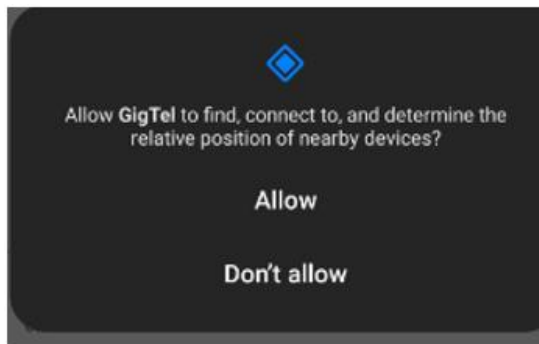 Allow GigTel to find, connect to, and determine the
relative position of nearby devices?
Allow
Don't allow